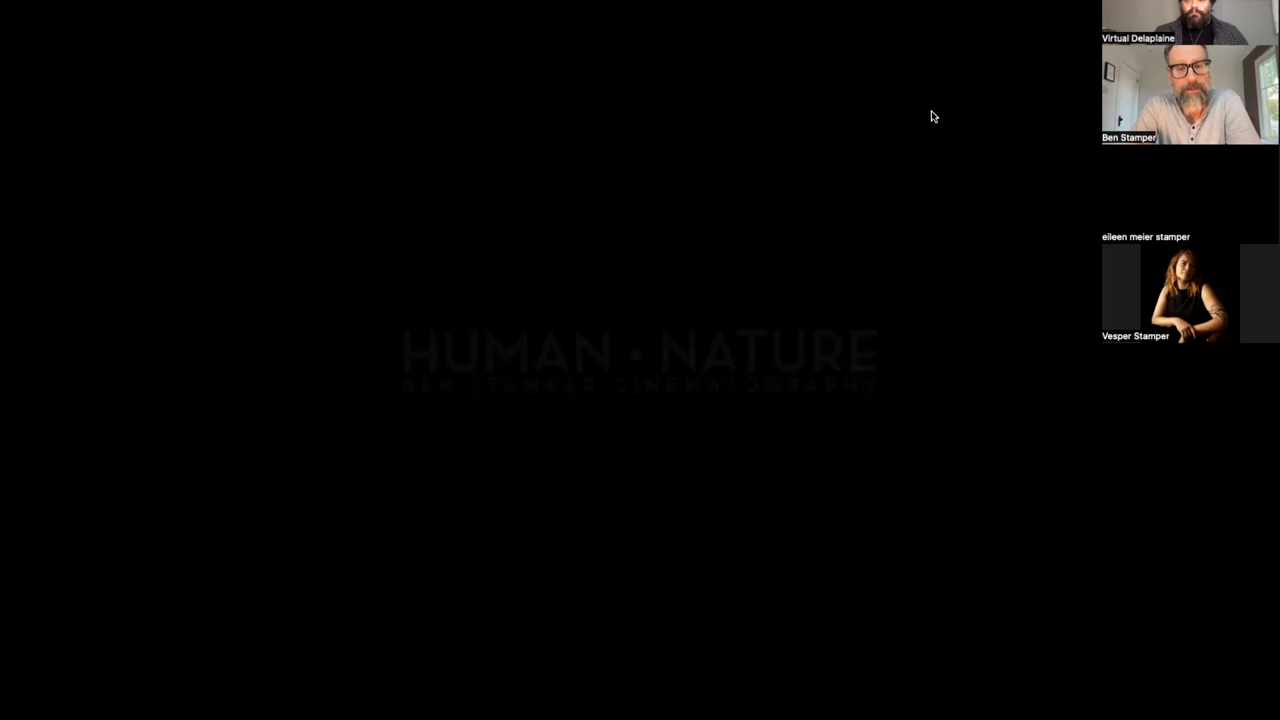 Virtual Delaplaine
Ben Stamper
eileen meier stamper
Vesper Stamper
HUMAN · NATURE
BEN STAMPER CINEMATOGRAPHY